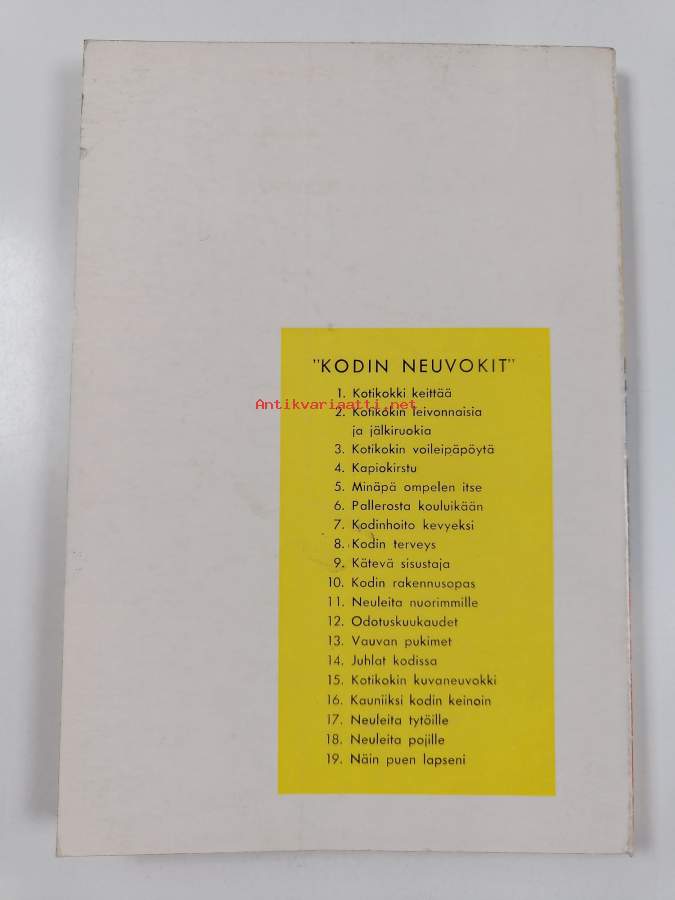 "KODIN NEUVOKIT"
1. Kotikokki keittää
Antikvariaatti.net
2. Kotikokin leivonnaisia
ja jälkiruokia
3. Kotikokin voileipäpöytä
4. Kapiokirstu
5. Minäpä ompelen itse
6. Pallerosta kouluikään
7. Kodinhoito kevyeksi
8. Kodin terveys
9. Kätevä sisustaja
10. Kodin rakennusopas
11. Neuleita nuorimmille
12. Odotuskuukaudet
13. Vauvan pukimet
14. Juhlat kodissa
15. Kotikokin kuvaneuvokki
16. Kauniiksi kodin keinoin
17. Neuleita tytöille
18. Neuleita pojille
19. Näin puen lapseni